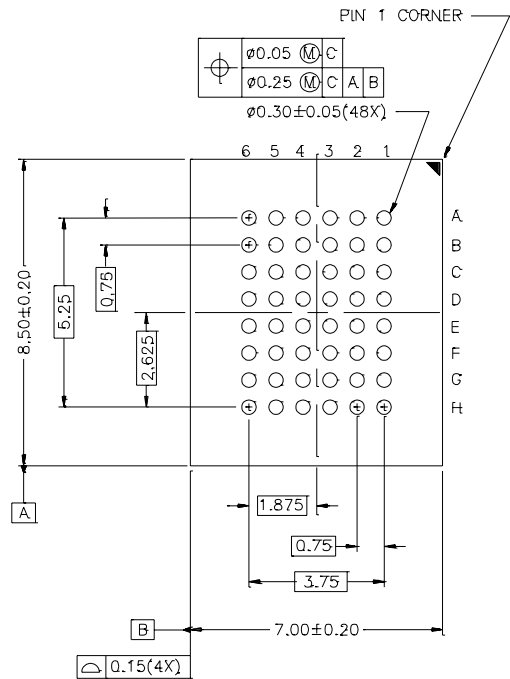 PIN 1 CORNER
Ø0.05 Ⓜ C
Ø0.25 Ⓜ C A B
Ø0.30±0.05(48X)
6 5 4 3 2 1
A
B
C
D
E
F
G
H
8.50±0.20
5.25
0.75
2.625
A
1.875
0.75
3.75
B
7.00±0.20
0.15(4X)